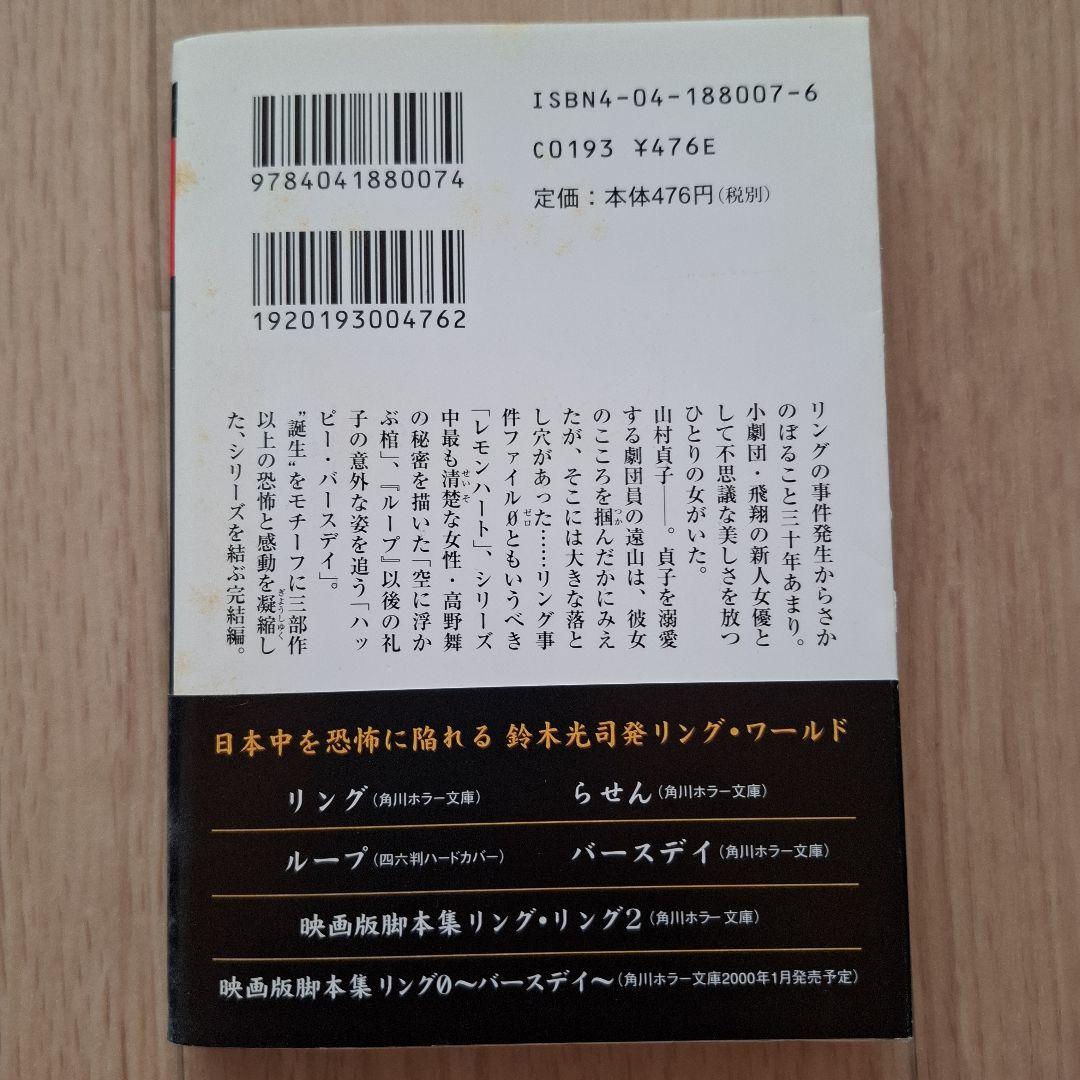 9784041880074
ISBN4-04-188007-6
C0193 ¥476E
定価：本体476円（税別）
1920193004762
リングの事件発生からさか
のぼること三十年あまり。
小劇団・飛翔の新人女優と
して不思議な美しさを放つ
ひとりの女がいた。
山村貞子――。貞子を溺愛
する劇団員の遠山は、彼女
のこころを掴んだかにみえ
たが、そこには大きな落と
し穴があった……リング事
件ファイル0ともいうべき
「レモンハート」、シリーズ
中最も清楚な女性・高野舞
の秘密を描いた「空に浮か
ぶ棺」、『ループ』以後の礼
子の意外な姿を追う「ハッ
ピー・バースデイ」。
"誕生"をモチーフに三部作
以上の恐怖と感動を凝縮し
た、シリーズを結ぶ完結編。
日本中を恐怖に陥れる 鈴木光司発リング・ワールド
リング（角川ホラー文庫） らせん（角川ホラー文庫）
ループ（四六判ハードカバー） バースデイ（角川ホラー文庫）
映画版脚本集リング・リング2（角川ホラー文庫）
映画版脚本集リング0～バースデイ～（角川ホラー文庫2000年1月発売予定）